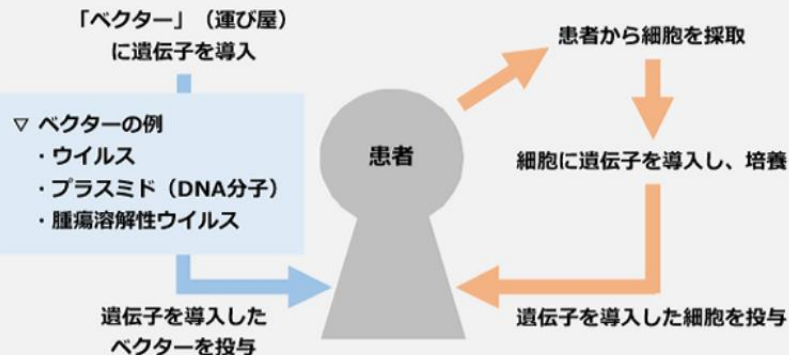 「ベクター」（運び屋）
に遺伝子を導入
▽ ベクターの例
・ウイルス
・プラスミド（DNA分子）
・腫瘍溶解性ウイルス
遺伝子を導入した
ベクターを投与
患者
患者から細胞を採取
細胞に遺伝子を導入し、培養
遺伝子を導入した細胞を投与